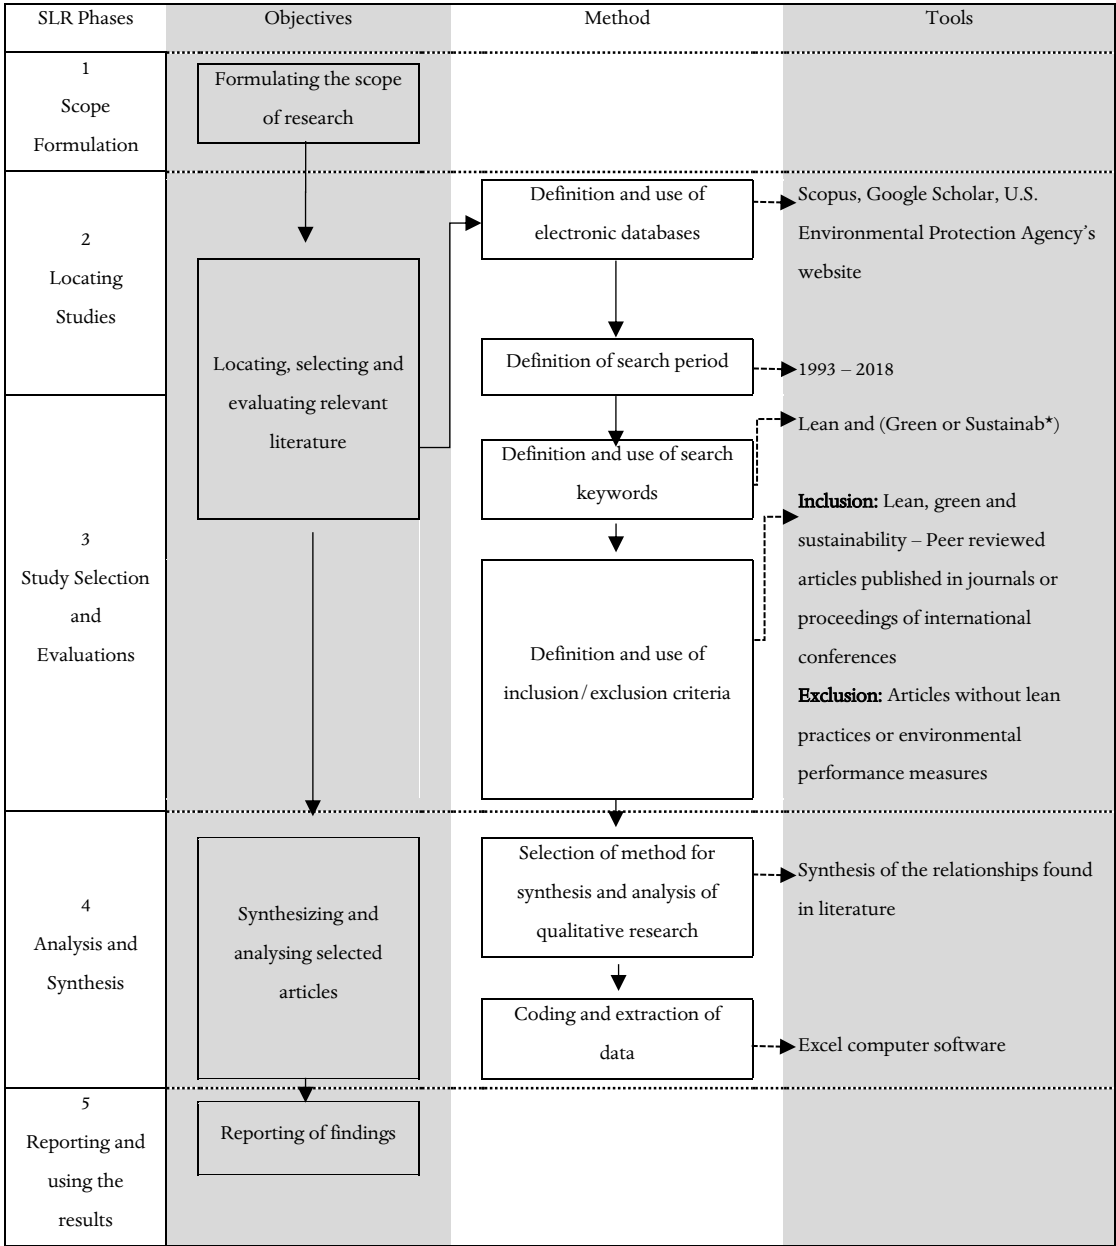 SLR Phases
Objectives
Method
Tools
1
Scope
Formulation
Formulating the scope
of research
2
Locating
Studies
Locating, selecting and
evaluating relevant
literature
Definition and use of
electronic databases
Scopus, Google Scholar, U.S.
Environmental Protection Agency’s
website
Definition of search period
1993 – 2018
3
Study Selection
and
Evaluations
Definition and use of search
keywords
Lean and (Green or Sustainab*)
Definition and use of
inclusion/exclusion criteria
Inclusion: Lean, green and
sustainability – Peer reviewed
articles published in journals or
proceedings of international
conferences
Exclusion: Articles without lean
practices or environmental
performance measures
4
Analysis and
Synthesis
Synthesizing and
analysing selected
articles
Selection of method for
synthesis and analysis of
qualitative research
Synthesis of the relationships found
in literature
Coding and extraction of
data
Excel computer software
5
Reporting and
using the
results
Reporting of findings